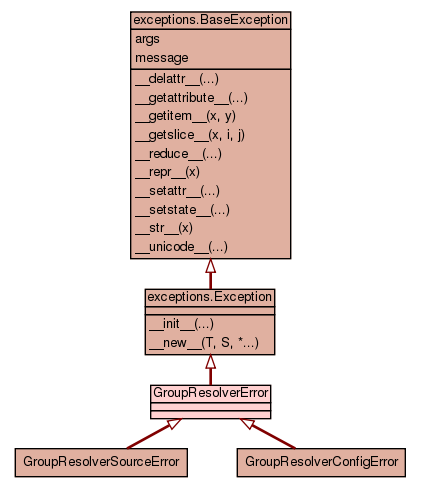 exceptions.BaseException
args
message
__delattr__(...)
__getattribute__(...)
__getitem__(x, y)
__getslice__(x, i, j)
__reduce__(...)
__repr__(x)
__setattr__(...)
__setstate__(...)
__str__(x)
__unicode__(...)
exceptions.Exception
__init__(...)
__new__(T, S, *...)
GroupResolverError
GroupResolverSourceError
GroupResolverConfigError